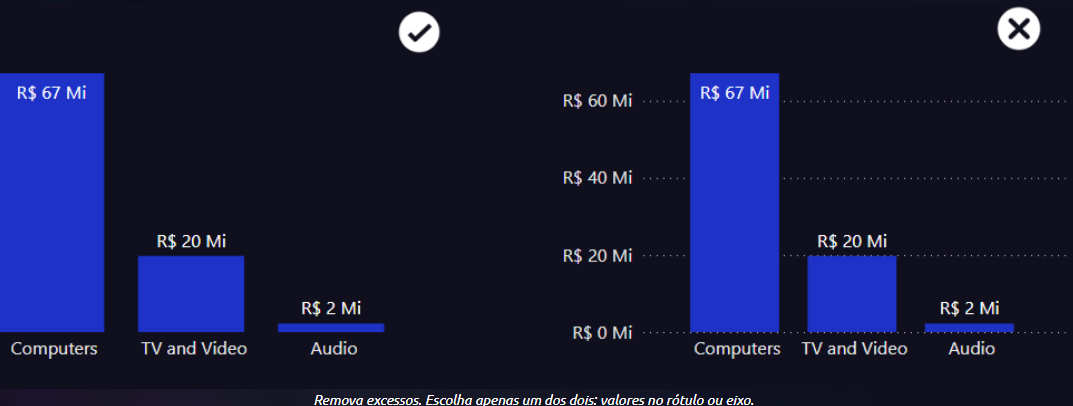 R$ 67 Mi
R$ 20 Mi
R$ 2 Mi
Computers TV and Video Audio
R$ 60 Mi
R$ 67 Mi
R$ 40 Mi
R$ 20 Mi
R$ 20 Mi
R$ 2 Mi
R$ 0 Mi
Computers TV and Video Audio
Remova excessos. Escolha apenas um dos dois: valores no rótulo ou eixo.